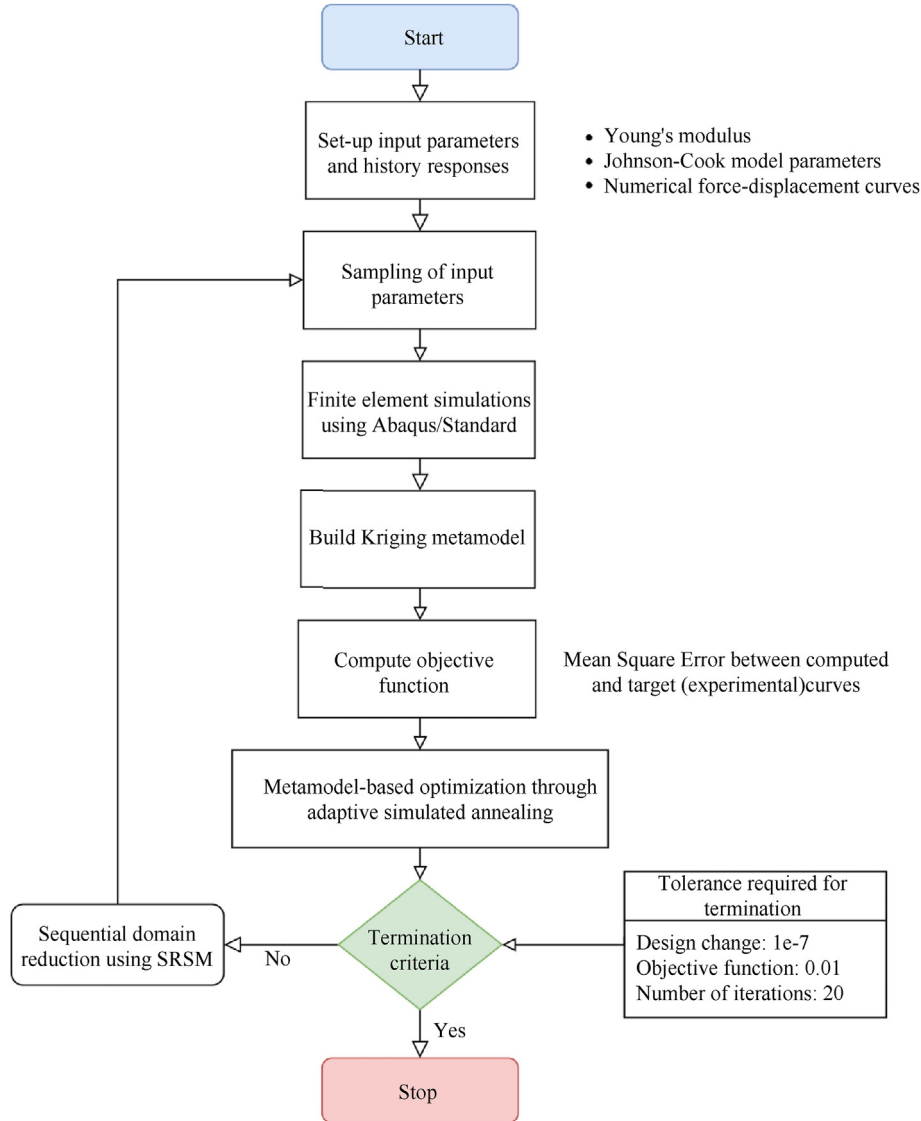 Start
Set-up input parameters
and history responses
• Young's modulus
• Johnson-Cook model parameters
• Numerical force-displacement curves
Sampling of input
parameters
Finite element simulations
using Abaqus/Standard
Build Kriging metamodel
Compute objective
function
Mean Square Error between computed
and target (experimental)curves
Metamodel-based optimization through
adaptive simulated annealing
Termination
criteria
Tolerance required for
termination
Design change: 1e-7
Objective function: 0.01
Number of iterations: 20
No
Sequential domain
reduction using SRSM
Yes
Stop